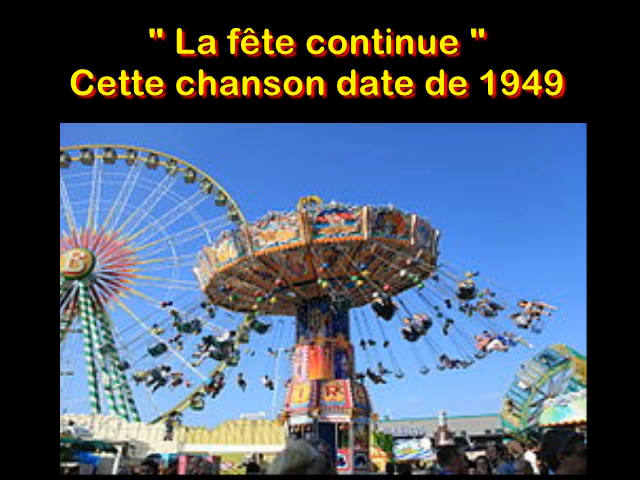 " La fête continue "
Cette chanson date de 1949